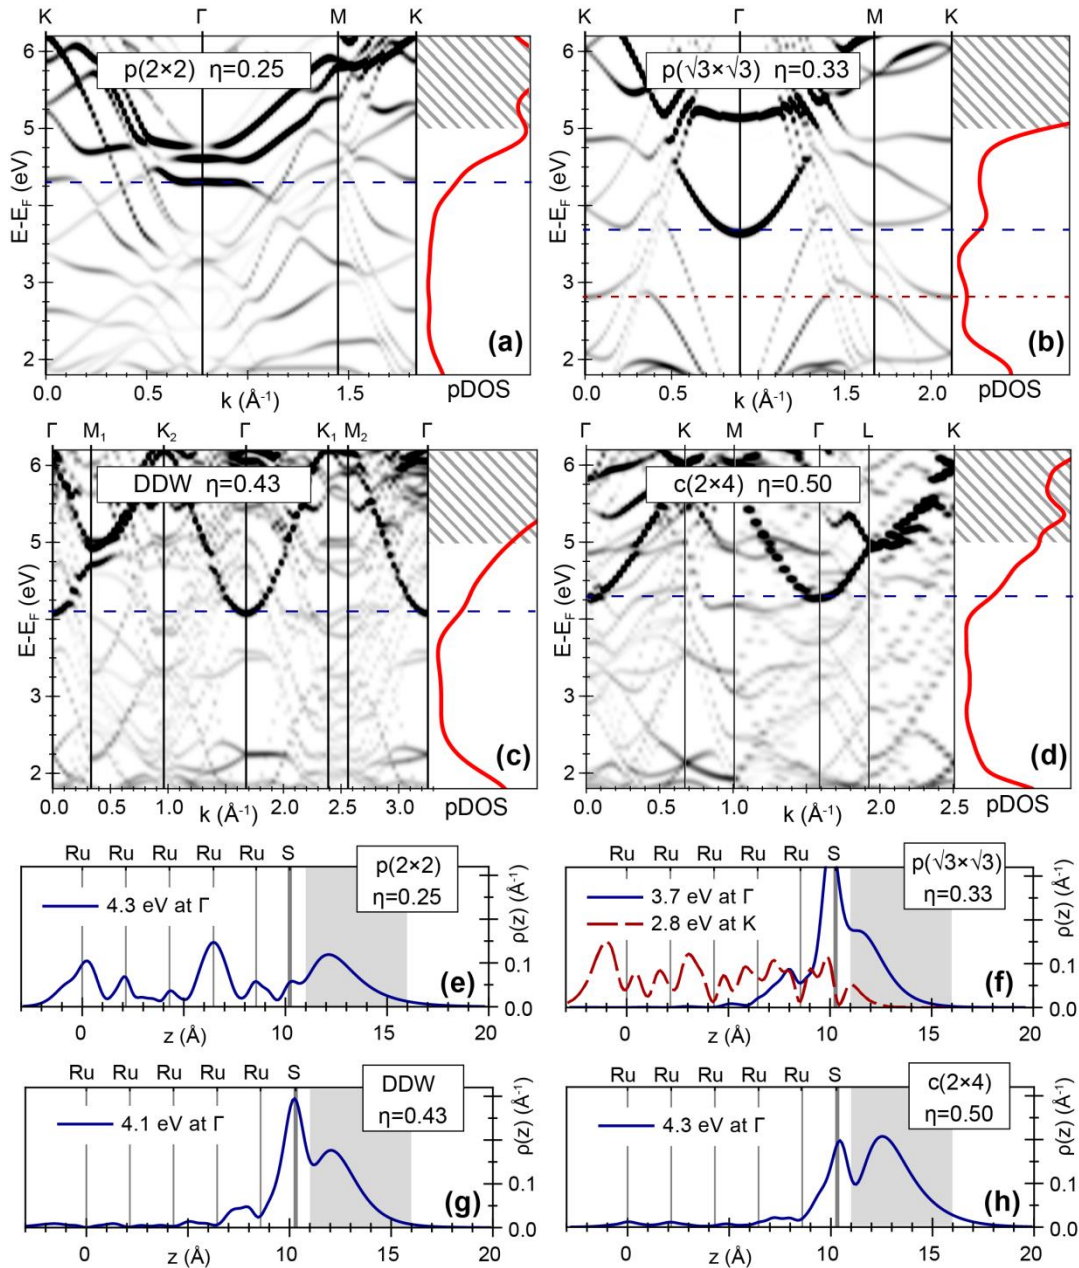 K Γ M K
p(2×2) η=0.25
6
5
4
3
2
E-E_F (eV)
(a)
0.0 0.5 1.0 1.5
k (Å⁻¹)
pDOS
K Γ M K
p(√3×√3) η=0.33
6
5
4
3
2
E-E_F (eV)
(b)
0.0 0.5 1.0 1.5 2.0
k (Å⁻¹)
pDOS
Γ M₁ K₂ Γ K₁ M₂ Γ
DDW η=0.43
6
5
4
3
2
E-E_F (eV)
(c)
0.0 0.5 1.0 1.5 2.0 2.5 3.0
k (Å⁻¹)
pDOS
Γ K M Γ L K
c(2×4) η=0.50
6
5
4
3
2
E-E_F (eV)
(d)
0.0 0.5 1.0 1.5 2.0 2.5
k (Å⁻¹)
pDOS
Ru Ru Ru Ru Ru S
p(2×2)
η=0.25
4.3 eV at Γ
(e)
ρ(z) (Å⁻¹)
0.1
0.0
0 5 10 15 20
z (Å)
Ru Ru Ru Ru Ru S
p(√3×√3)
η=0.33
3.7 eV at Γ
2.8 eV at K
(f)
ρ(z) (Å⁻¹)
0.1
0.0
0 5 10 15 20
z (Å)
Ru Ru Ru Ru Ru S
DDW
η=0.43
4.1 eV at Γ
(g)
ρ(z) (Å⁻¹)
0.1
0.0
0 5 10 15 20
z (Å)
Ru Ru Ru Ru Ru S
c(2×4)
η=0.50
4.3 eV at Γ
(h)
ρ(z) (Å⁻¹)
0.1
0.0
0 5 10 15 20
z (Å)